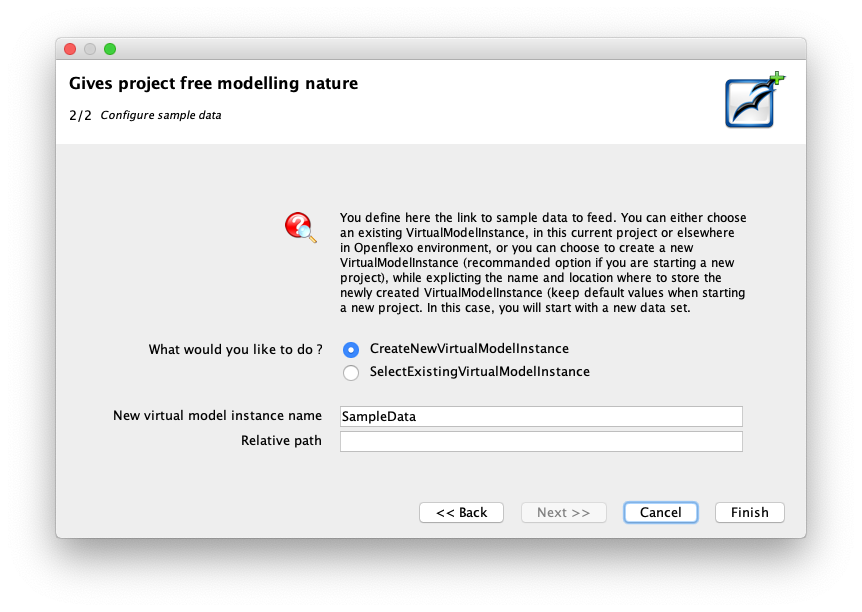 Gives project free modelling nature
2/2 Configure sample data
You define here the link to sample data to feed. You can either choose
an existing VirtualModelInstance, in this current project or elsewhere
in Openflexo environment, or you can choose to create a new
VirtualModelInstance (recommanded option if you are starting a new
project), while explicting the name and location where to store the
newly created VirtualModelInstance (keep default values when starting
a new project. In this case, you will start with a new data set.
What would you like to do ?
CreateNewVirtualModelInstance
SelectExistingVirtualModelInstance
New virtual model instance name SampleData
Relative path
<< Back Next >> Cancel Finish